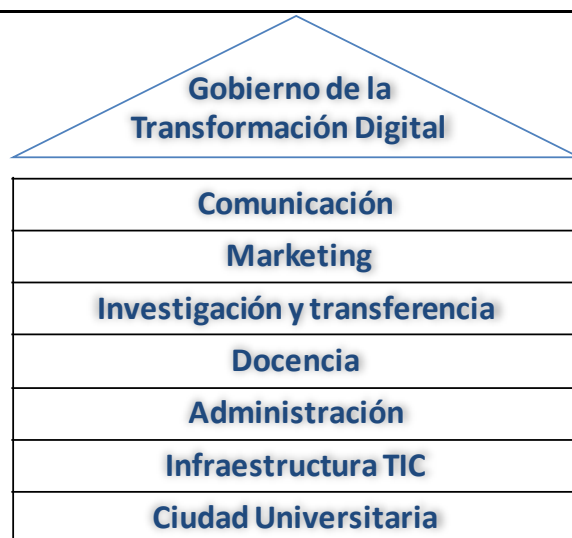 Gobierno de la
Transformación Digital
Comunicación
Marketing
Investigación y transferencia
Docencia
Administración
Infraestructura TIC
Ciudad Universitaria